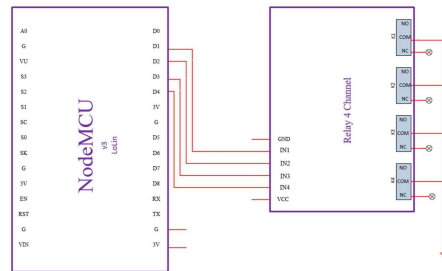 A0
G
VU
S3
S2
S1
SC
S0
SK
G
3V
EN
RST
G
VIN
NodeMCU
v3
LoLin
D0
D1
D2
D3
D4
3V
G
D5
D6
D7
D8
RX
TX
G
3V
GND
IN1
IN2
IN3
IN4
VCC
Relay 4 Channel
K1
NO
COM
NC
K2
NO
COM
NC
K3
NO
COM
NC
K4
NO
COM
NC